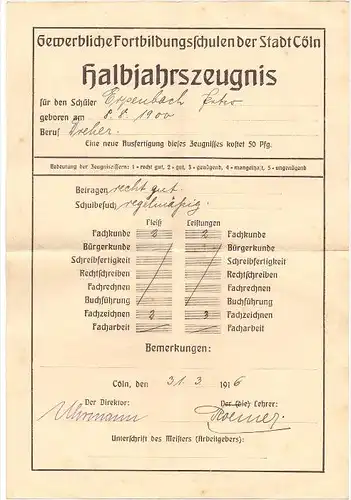 Gewerbliche Fortbildungsschulen der Stadt Cöln
Halbjahrszeugnis
für den Schüler Erpenbach Peter
geboren am 8. 8. 1900
Beruf Dreher.
Eine neue Ausfertigung dieses Zeugnisses kostet 50 Pfg.
Bedeutung der Zeugnisziffern: 1 = recht gut, 2 = gut, 3 = genügend, 4 = mangelhaft, 5 = ungenügend
Betragen: recht gut.
Schulbesuch: regelmäßig.
Fleiß Leistungen
Fachkunde 2 2 Fachkunde
Bürgerkunde Bürgerkunde
Schreibfertigkeit Schreibfertigkeit
Rechtschreiben Rechtschreiben
Fachrechnen Fachrechnen
Buchführung Buchführung
Fachzeichnen 2 3 Fachzeichnen
Facharbeit Facharbeit
Bemerkungen:
Cöln, den 31. 3. 1916
Der Direktor: Der (die) Lehrer:
Uhrmann Roemer.
Unterschrift des Meisters (Arbeitgebers):